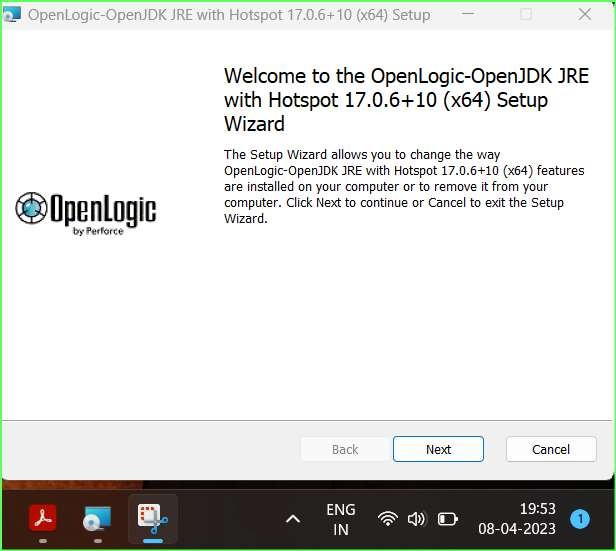 OpenLogic-OpenJDK JRE with Hotspot 17.0.6+10 (x64) Setup
Welcome to the OpenLogic-OpenJDK JRE
with Hotspot 17.0.6+10 (x64) Setup
Wizard
The Setup Wizard allows you to change the way
OpenLogic-OpenJDK JRE with Hotspot 17.0.6+10 (x64) features
are installed on your computer or to remove it from your
computer. Click Next to continue or Cancel to exit the Setup
Wizard.
OpenLogic
by Perforce
Back
Next
Cancel
ENG
IN
19:53
08-04-2023
1